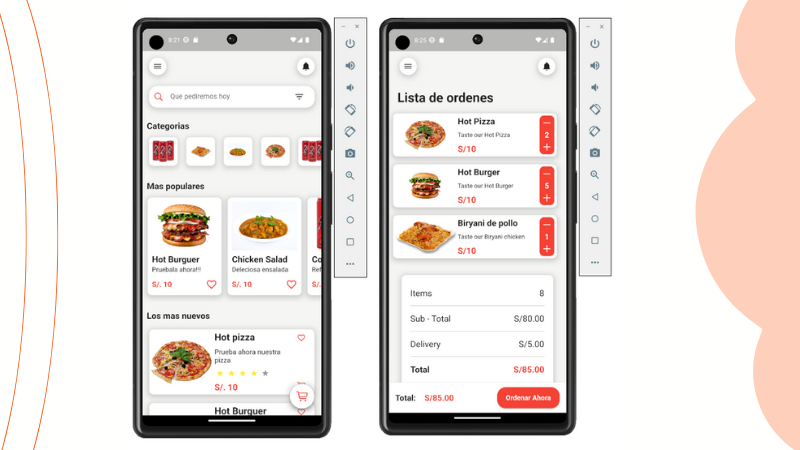 8:21
Que pediremos hoy
Categorias
Mas populares
Hot Burguer
Pruebala ahora!!!
S/. 10
Chicken Salad
Deleciosa ensalada
S/. 10
Los mas nuevos
Hot pizza
Prueba ahora nuestra
pizza
S/. 10
Hot Burguer
8:25
Lista de ordenes
Hot Pizza
Taste our Hot Pizza
S/10
2
Hot Burger
Taste our Hot Burger
S/10
5
Biryani de pollo
Taste our Biryani chicken
S/10
1
Items 8
Sub - Total S/80.00
Delivery S/5.00
Total S/85.00
Total: S/85.00 Ordenar Ahora